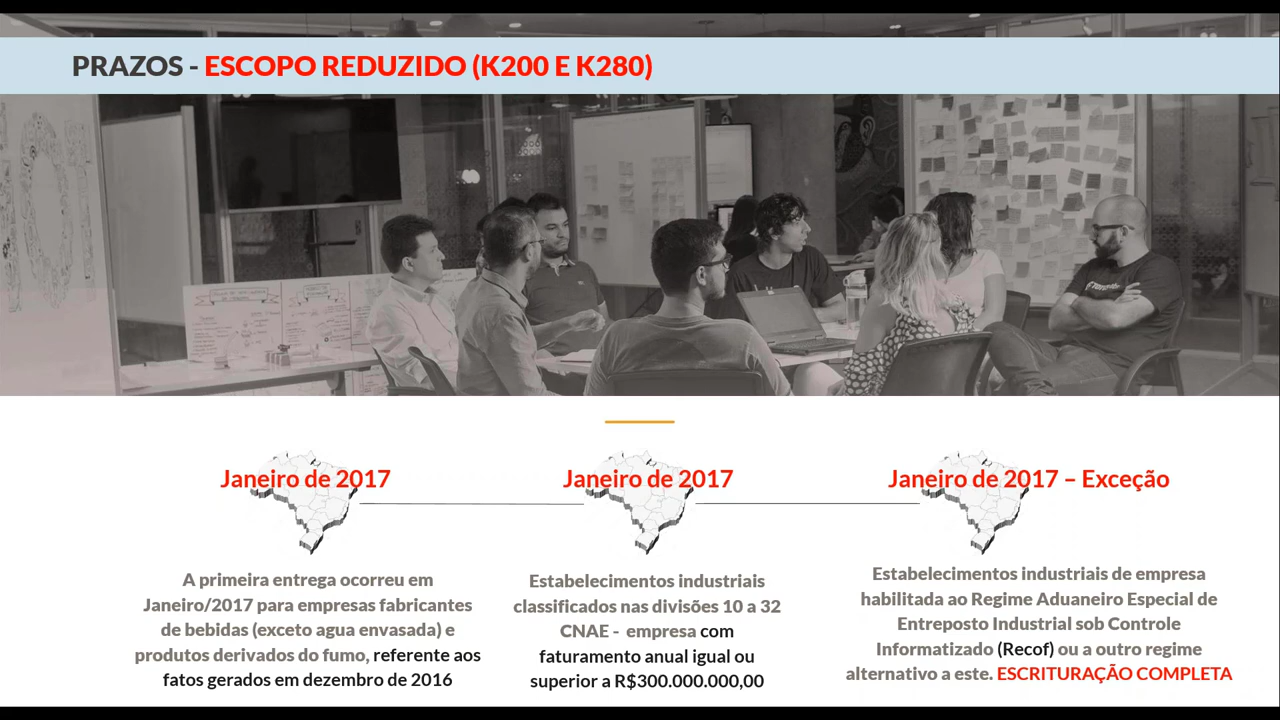 PRAZOS - ESCOPO REDUZIDO (K200 E K280)
Janeiro de 2017
A primeira entrega ocorreu em
Janeiro/2017 para empresas fabricantes
de bebidas (exceto agua envasada) e
produtos derivados do fumo, referente aos
fatos gerados em dezembro de 2016
Janeiro de 2017
Estabelecimentos industriais
classificados nas divisões 10 a 32
CNAE - empresa com
faturamento anual igual ou
superior a R$300.000.000,00
Janeiro de 2017 – Exceção
Estabelecimentos industriais de empresa
habilitada ao Regime Aduaneiro Especial de
Entreposto Industrial sob Controle
Informatizado (Recof) ou a outro regime
alternativo a este. ESCRITURAÇÃO COMPLETA